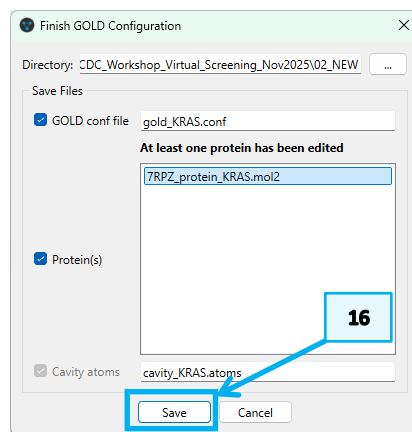 Finish GOLD Configuration
Directory: CDC_Workshop_Virtual_Screening_Nov2025\02_NEW ...
Save Files
GOLD conf file gold_KRAS.conf
At least one protein has been edited
7RPZ_protein_KRAS.mol2
Protein(s)
16
Cavity atoms cavity_KRAS.atoms
Save Cancel